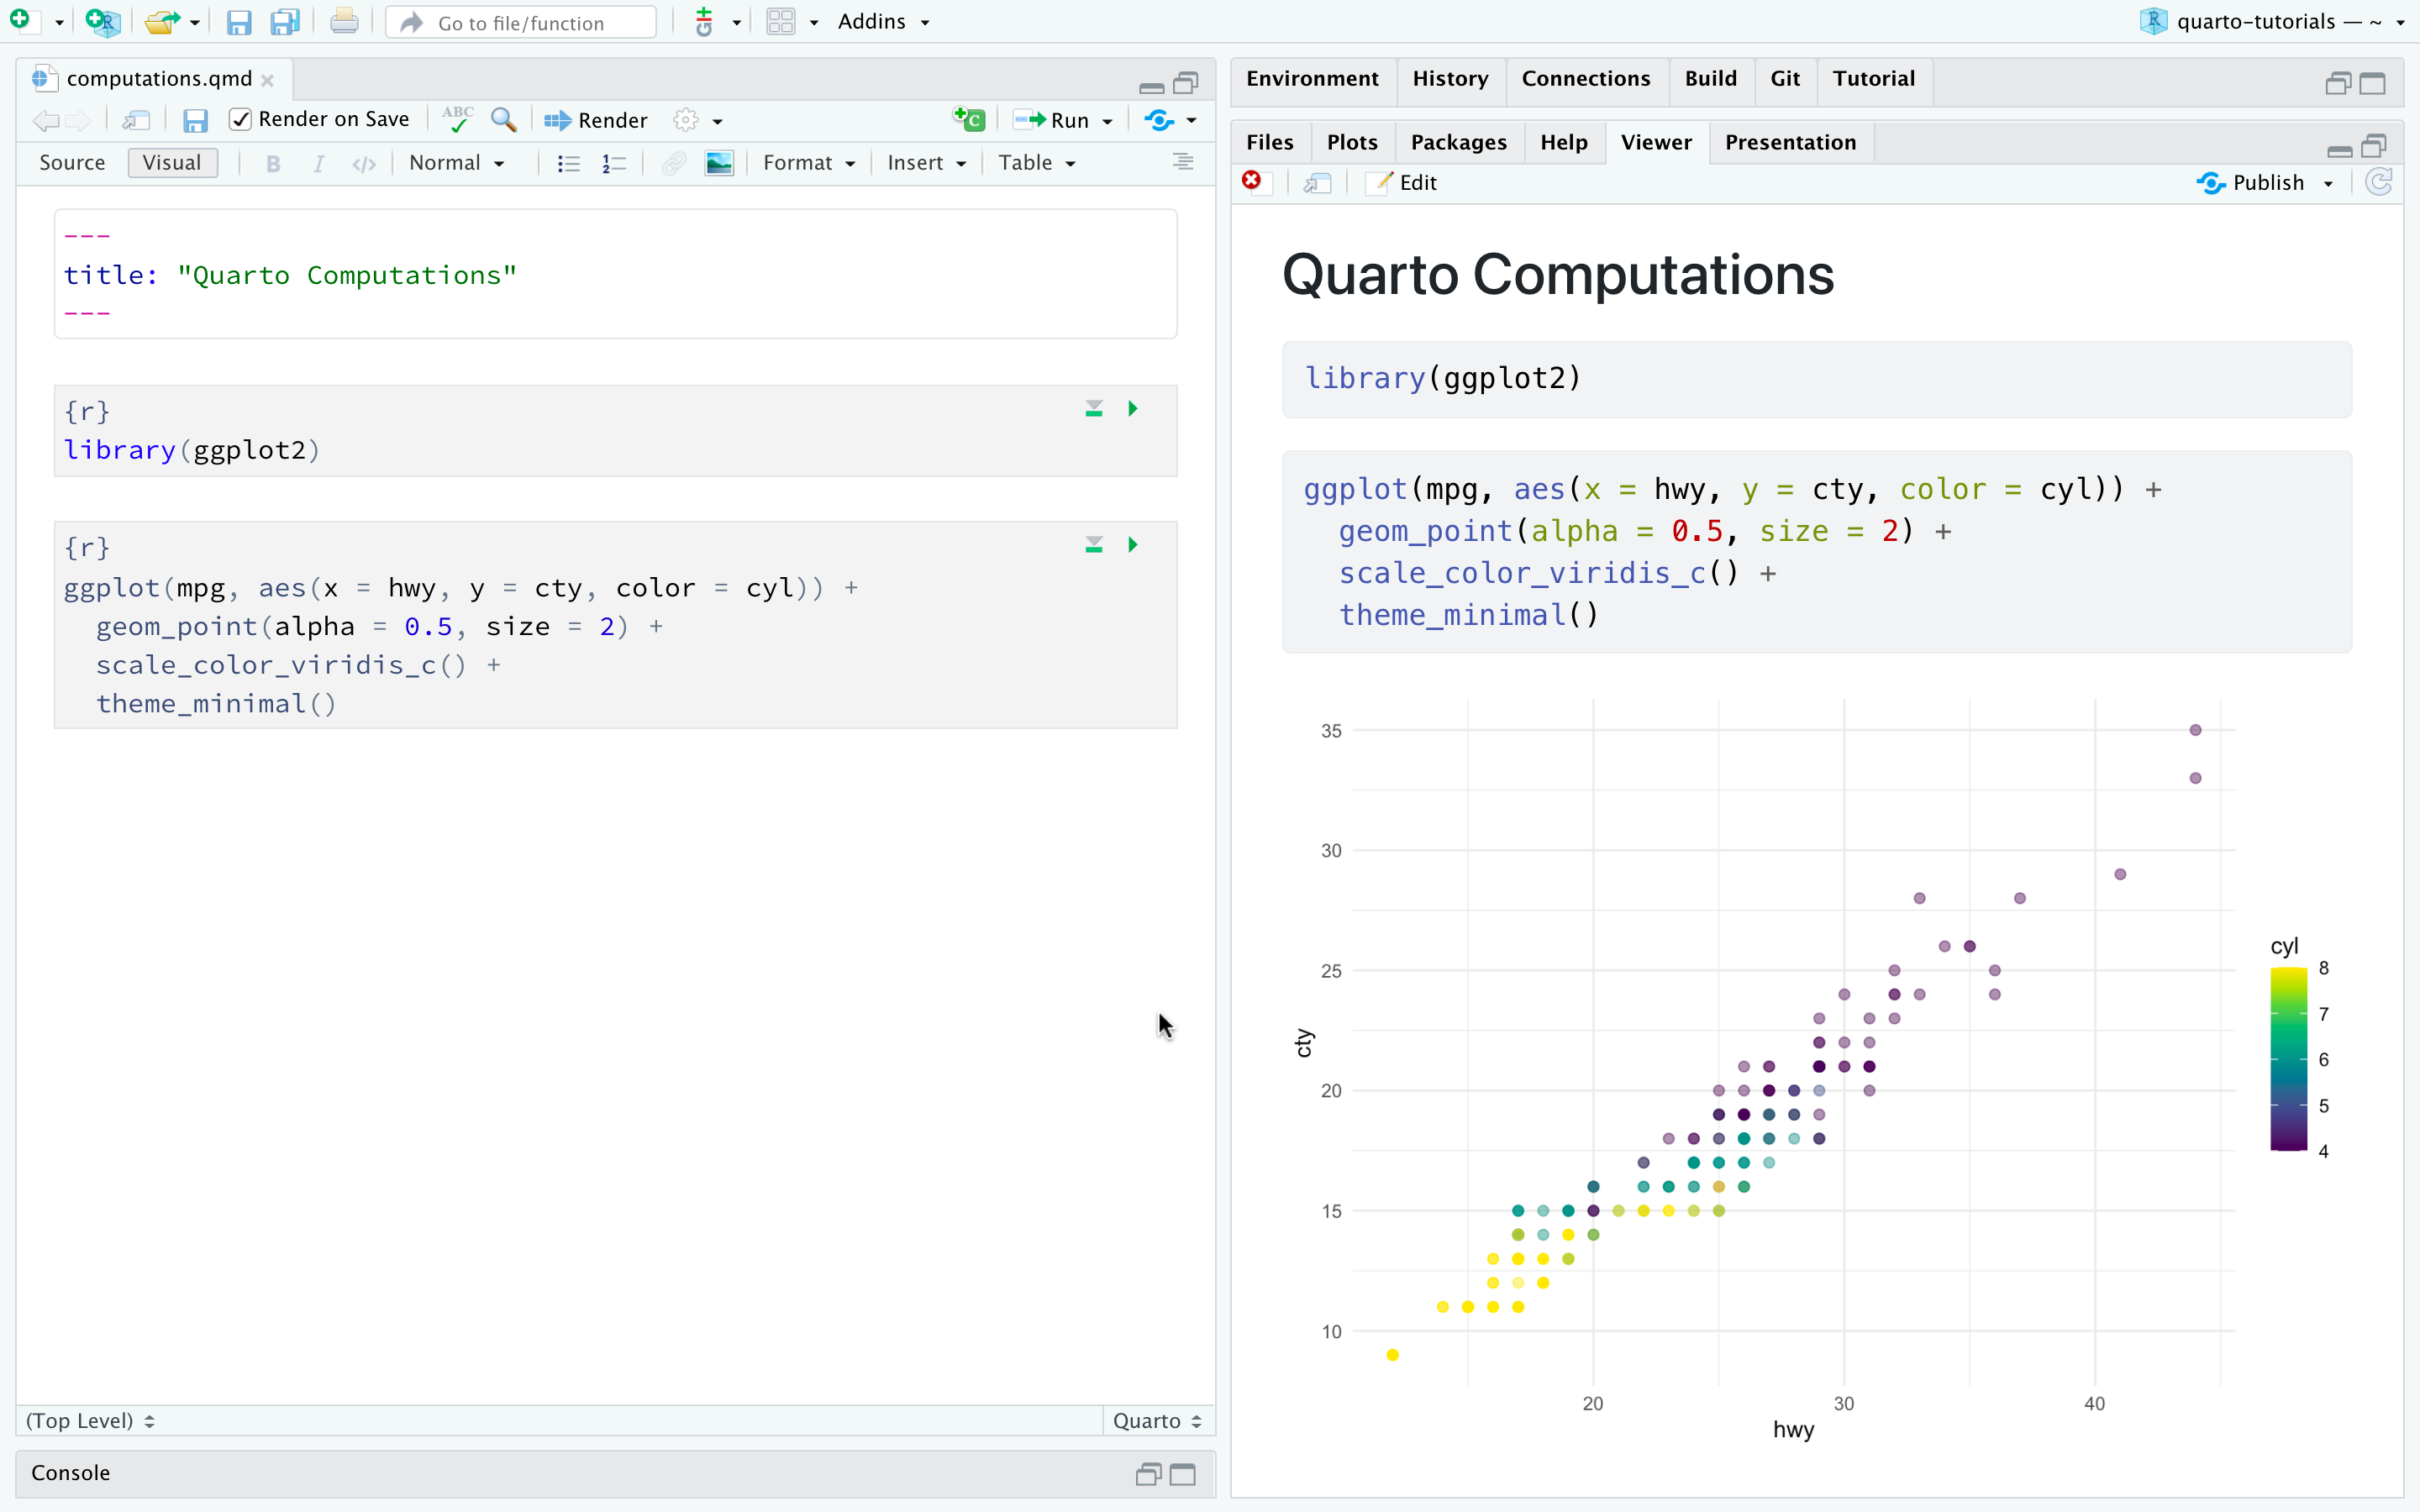 Go to file/function
Addins
quarto-tutorials — ~
computations.qmd
Render on Save
ABC
Render
Run
Source
Visual
B
I
</>
Normal
Format
Insert
Table
---
title: "Quarto Computations"
---
{r}
library(ggplot2)
{r}
ggplot(mpg, aes(x = hwy, y = cty, color = cyl)) +
  geom_point(alpha = 0.5, size = 2) +
  scale_color_viridis_c() +
  theme_minimal()
(Top Level)
Quarto
Console
Environment
History
Connections
Build
Git
Tutorial
Files
Plots
Packages
Help
Viewer
Presentation
Edit
Publish
Quarto Computations
library(ggplot2)
ggplot(mpg, aes(x = hwy, y = cty, color = cyl)) +
  geom_point(alpha = 0.5, size = 2) +
  scale_color_viridis_c() +
  theme_minimal()
35
30
25
20
15
10
cty
20
30
40
hwy
cyl
8
7
6
5
4